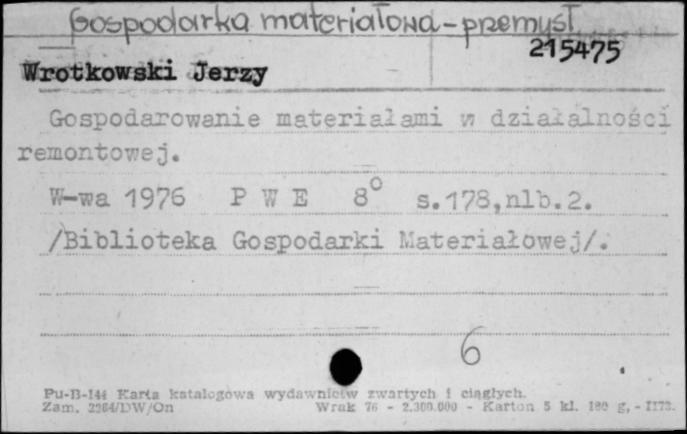 Gospodarka materiałowa - przemysł
215475
Wrotkowski Jerzy
Gospodarowanie materiałami w działalności
remontowej.
W-wa 1976 P W E 8° s.178,nlb.2.
/Biblioteka Gospodarki Materiałowej/.
6
Pu-B-144 Karta katalogowa wydawnictw zwartych i ciągłych.
Zam. 2264/DW/On Wrak 76 - 2.300.000 - Karton 5 kl. 180 g,